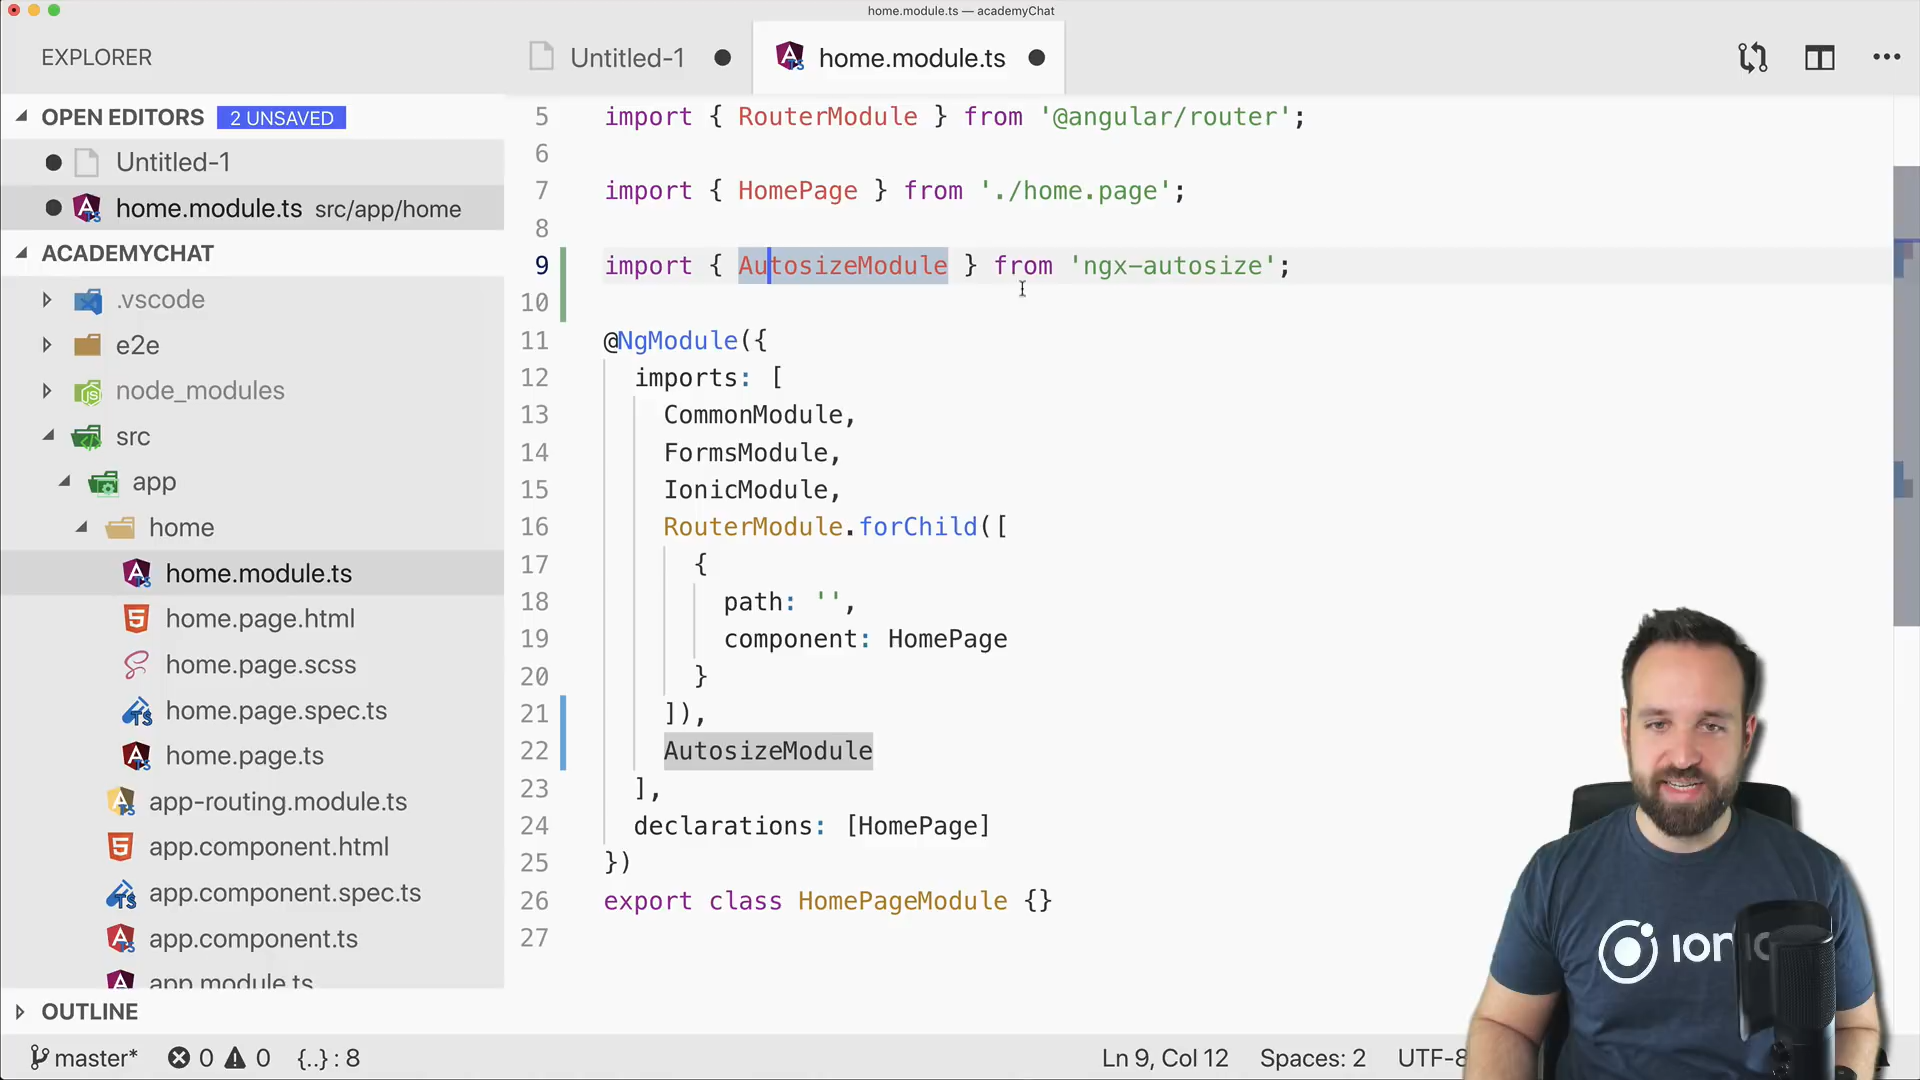 home.module.ts — academyChat
EXPLORER
Untitled-1
home.module.ts
OPEN EDITORS 2 UNSAVED
Untitled-1
home.module.ts src/app/home
ACADEMYCHAT
.vscode
e2e
node_modules
src
app
home
home.module.ts
home.page.html
home.page.scss
home.page.spec.ts
home.page.ts
app-routing.module.ts
app.component.html
app.component.spec.ts
app.component.ts
app.module.ts
OUTLINE
5 import { RouterModule } from '@angular/router';
6
7 import { HomePage } from './home.page';
8
9 import { AutosizeModule } from 'ngx-autosize';
10
11 @NgModule({
12 imports: [
13 CommonModule,
14 FormsModule,
15 IonicModule,
16 RouterModule.forChild([
17 {
18 path: '',
19 component: HomePage
20 }
21 ]),
22 AutosizeModule
23 ],
24 declarations: [HomePage]
25 })
26 export class HomePageModule {}
27
master* 0 0 {..} : 8
Ln 9, Col 12 Spaces: 2 UTF-8